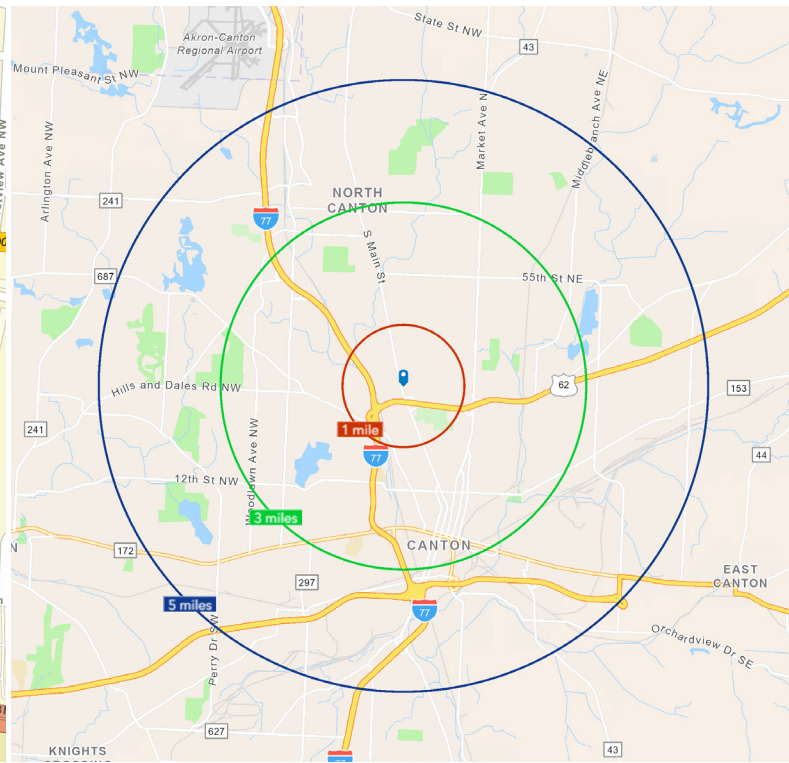 State St NW
43
Akron-Canton
Regional Airport
Mount Pleasant St NW
Arlington Ave NW
Market Ave N
Middlebranch Ave NE
241
NORTH
CANTON
77
S Main St
687
55th St NE
Hills and Dales Rd NW
62
153
241
1 mile
Woodlawn Ave NW
77
44
12th St NW
3 miles
172
CANTON
EAST
CANTON
297
5 miles
77
Perry Dr SW
Orchardview Dr SE
627
KNIGHTS
43
77